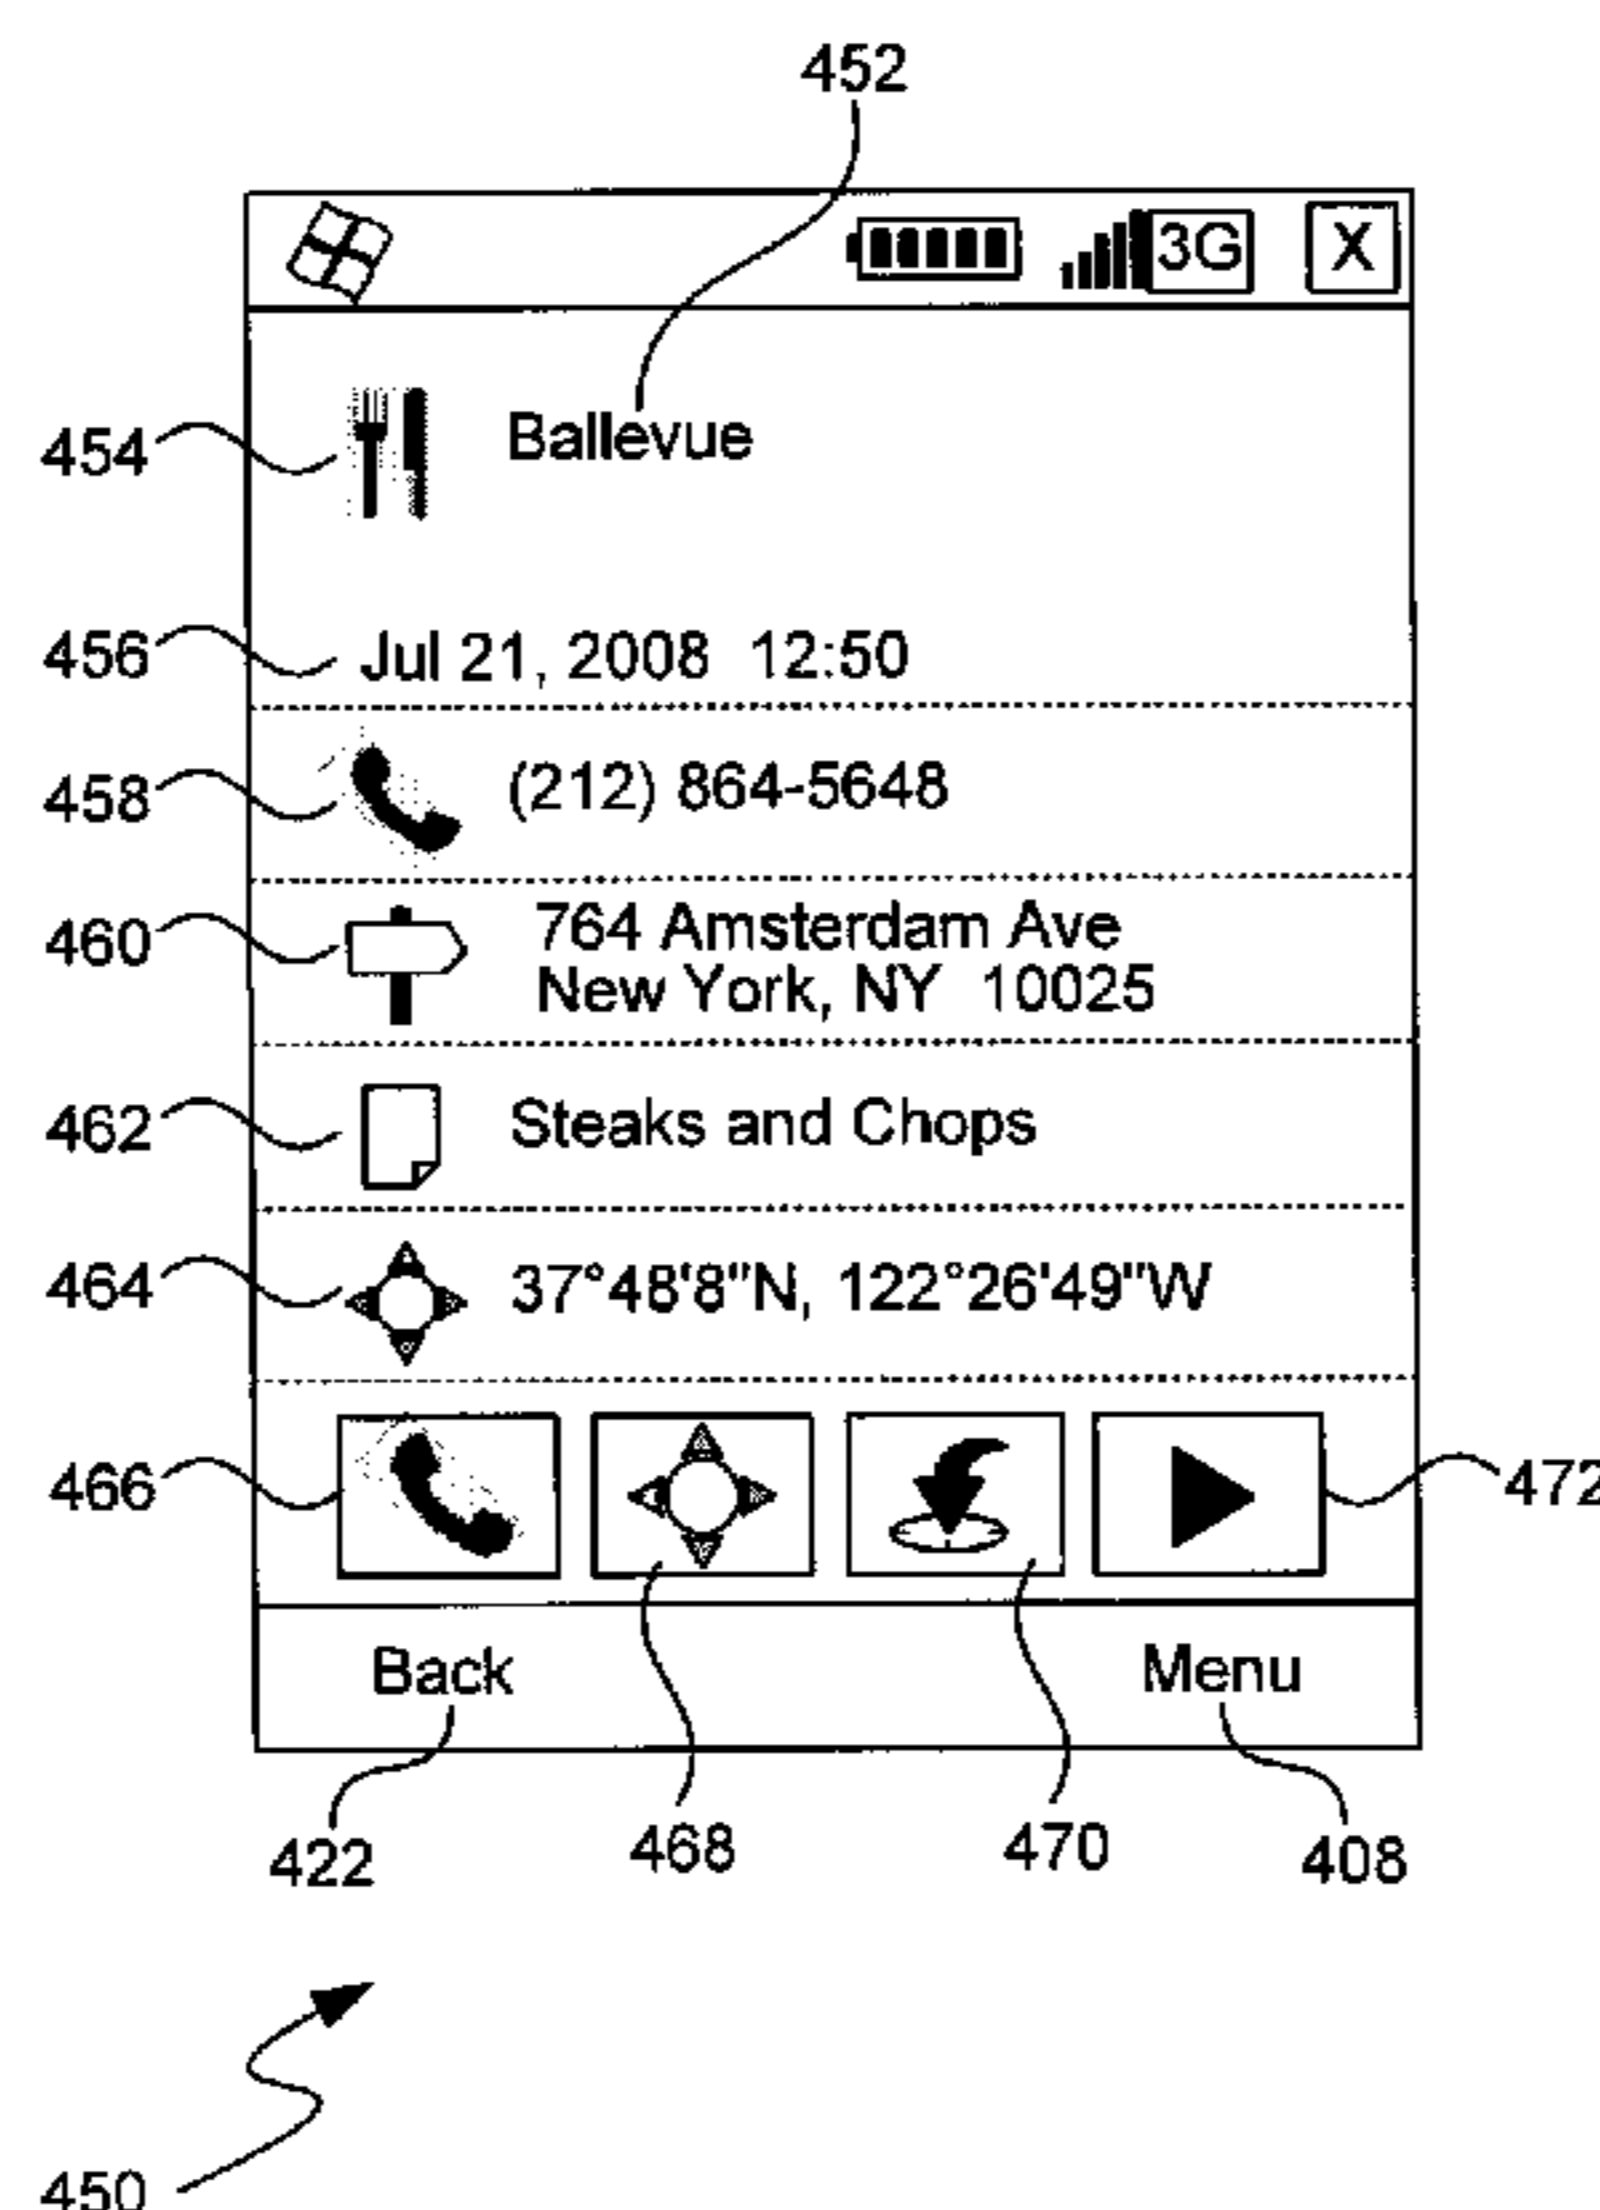 452
3G X
454 Ballevue
456 Jul 21, 2008 12:50
458 (212) 864-5648
460 764 Amsterdam Ave
New York, NY 10025
462 Steaks and Chops
464 37°48'8"N, 122°26'49"W
466 472
Back Menu
422 468 470 408
450